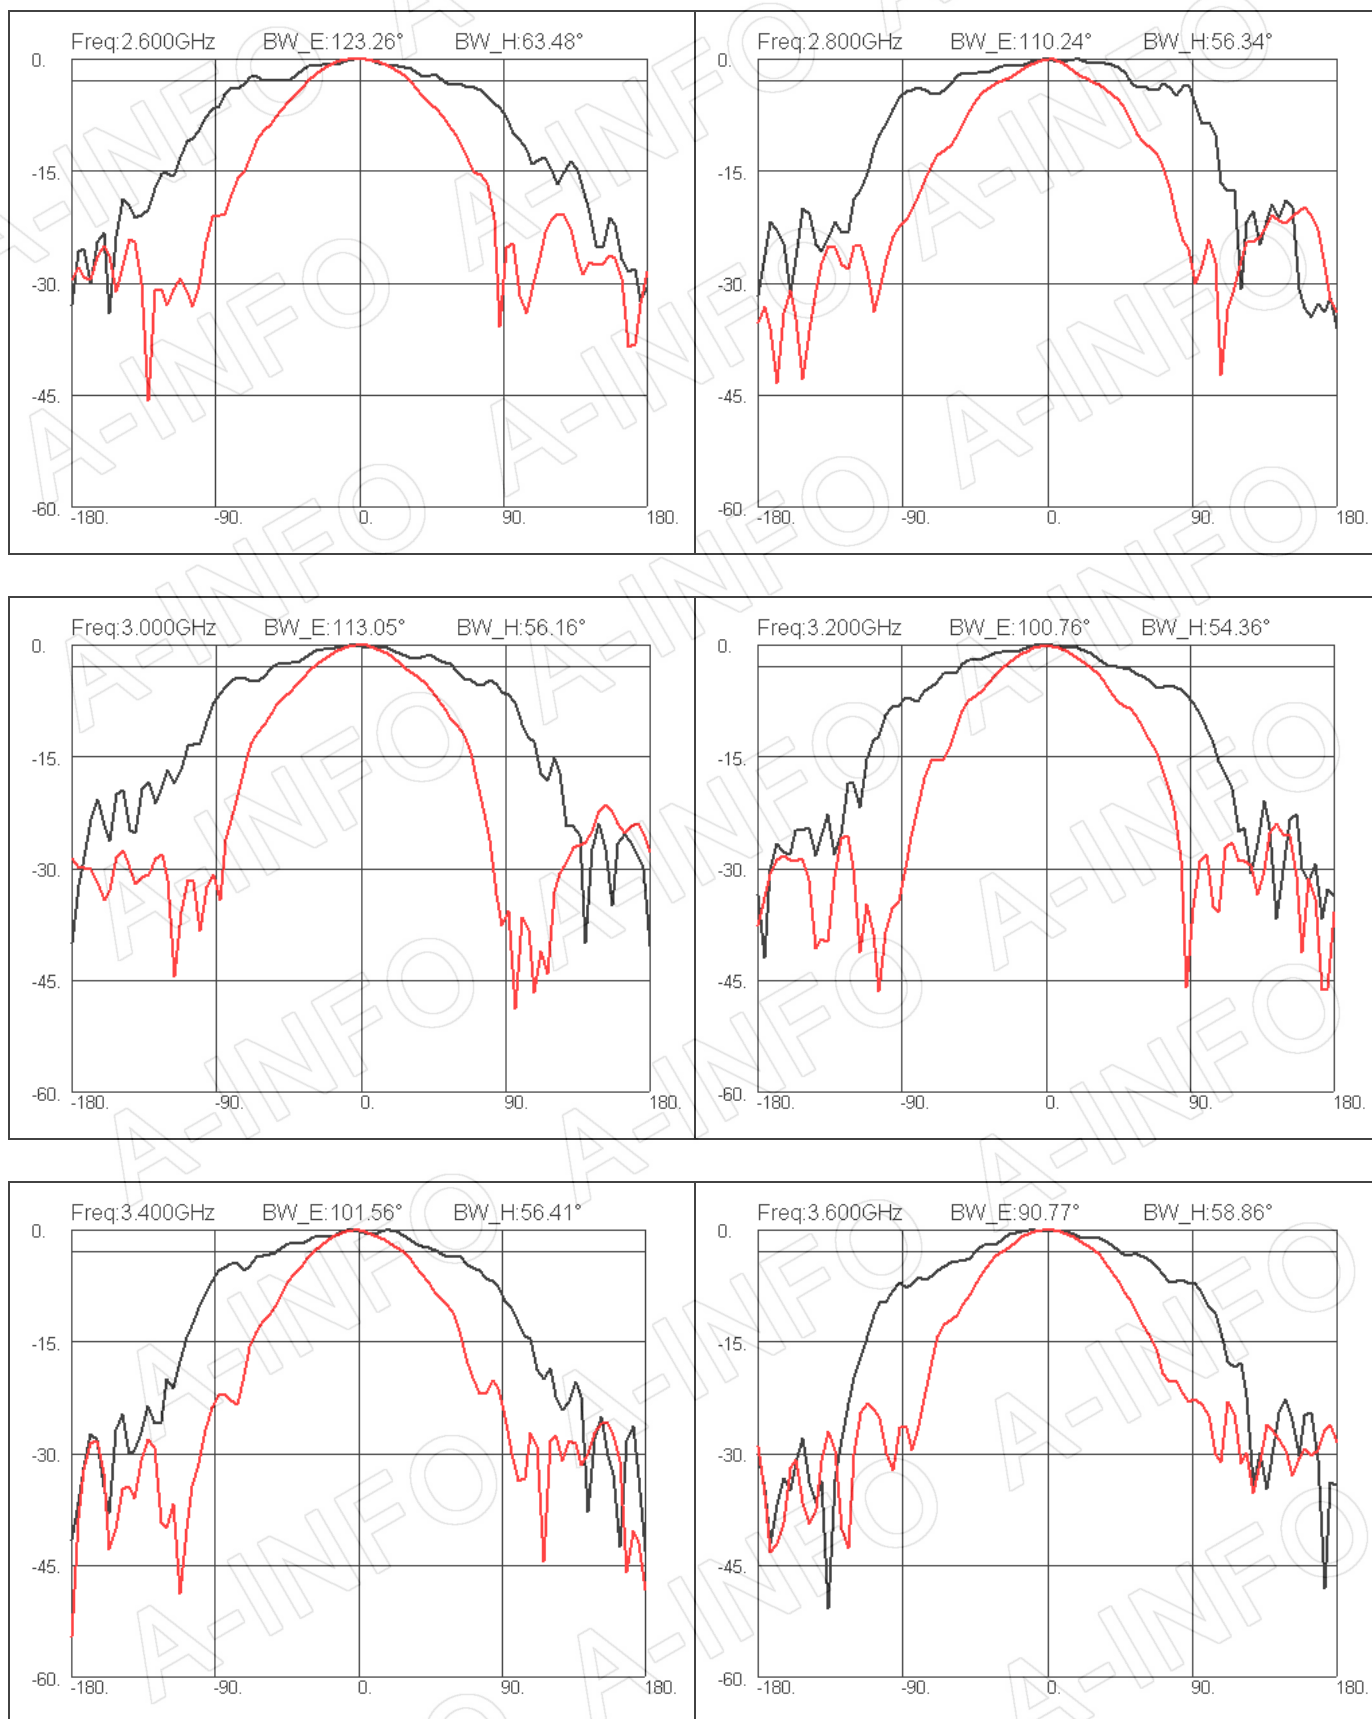 Freq:2.600GHz BW_E:123.26° BW_H:63.48°
0.
-15.
-30.
-45.
-60.
-180. -90. 0. 90. 180.
Freq:2.800GHz BW_E:110.24° BW_H:56.34°
0.
-15.
-30.
-45.
-60.
-180. -90. 0. 90. 180.
Freq:3.000GHz BW_E:113.05° BW_H:56.16°
0.
-15.
-30.
-45.
-60.
-180. -90. 0. 90. 180.
Freq:3.200GHz BW_E:100.76° BW_H:54.36°
0.
-15.
-30.
-45.
-60.
-180. -90. 0. 90. 180.
Freq:3.400GHz BW_E:101.56° BW_H:56.41°
0.
-15.
-30.
-45.
-60.
-180. -90. 0. 90. 180.
Freq:3.600GHz BW_E:90.77° BW_H:58.86°
0.
-15.
-30.
-45.
-60.
-180. -90. 0. 90. 180.
A-INFO